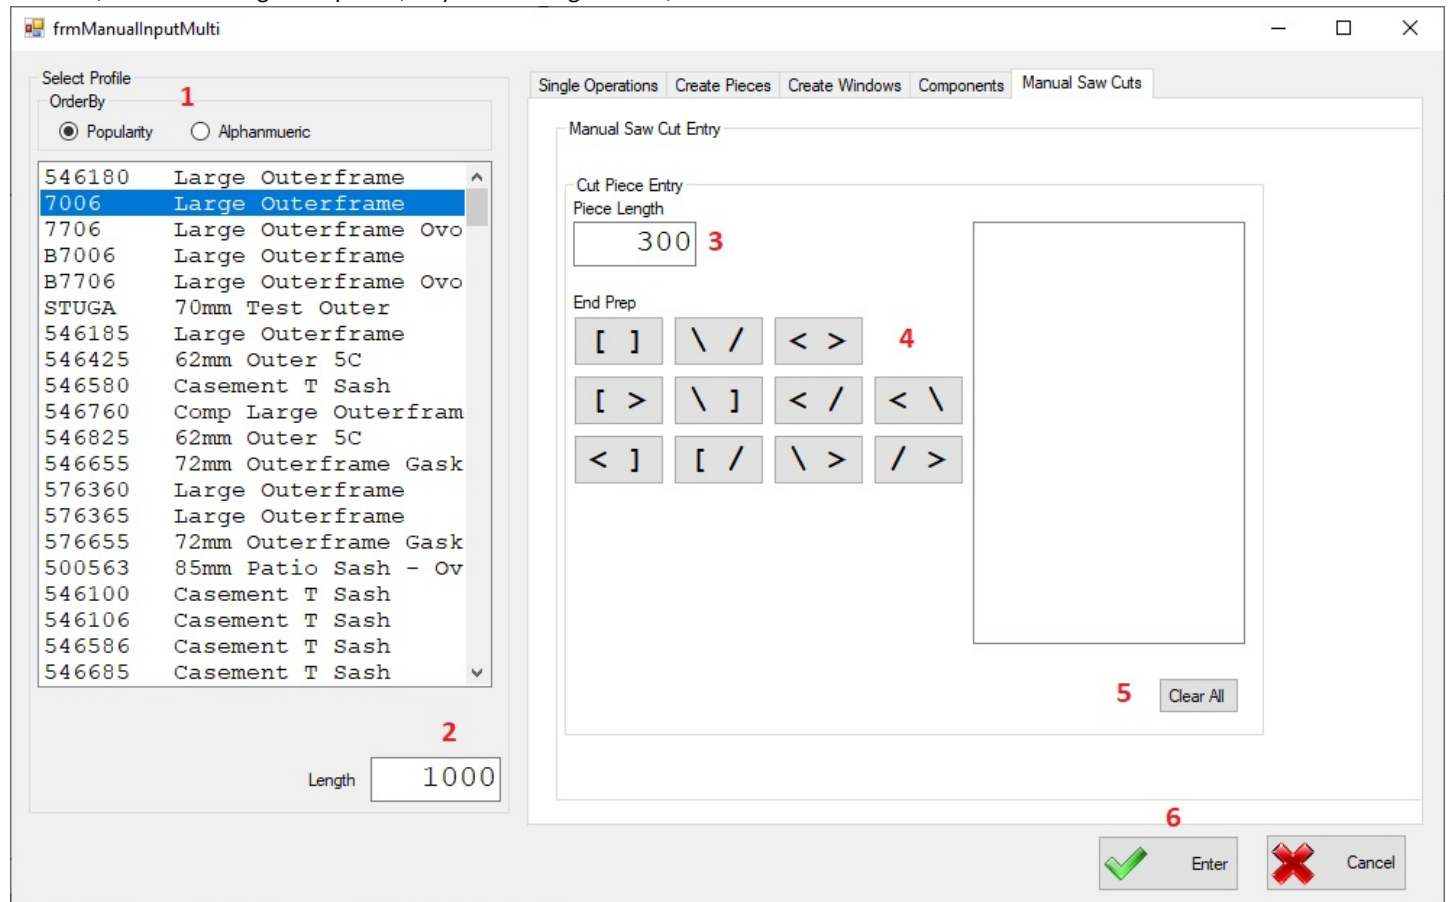 frmManualInputMulti
Select Profile
OrderBy
1
Popularity
Alphanmueric
546180 Large Outerframe
7006 Large Outerframe
7706 Large Outerframe Ovo
B7006 Large Outerframe
B7706 Large Outerframe Ovo
STUGA 70mm Test Outer
546185 Large Outerframe
546425 62mm Outer 5C
546580 Casement T Sash
546760 Comp Large Outerfram
546825 62mm Outer 5C
546655 72mm Outerframe Gask
576360 Large Outerframe
576365 Large Outerframe
576655 72mm Outerframe Gask
500563 85mm Patio Sash - Ov
546100 Casement T Sash
546106 Casement T Sash
546586 Casement T Sash
546685 Casement T Sash
2
Length 1000
Single Operations Create Pieces Create Windows Components Manual Saw Cuts
Manual Saw Cut Entry
Cut Piece Entry
Piece Length
300 3
End Prep
[ ] \ / < > 4
[ > \ ] < / < \
< ] [ / \ > / >
5 Clear All
6
Enter Cancel